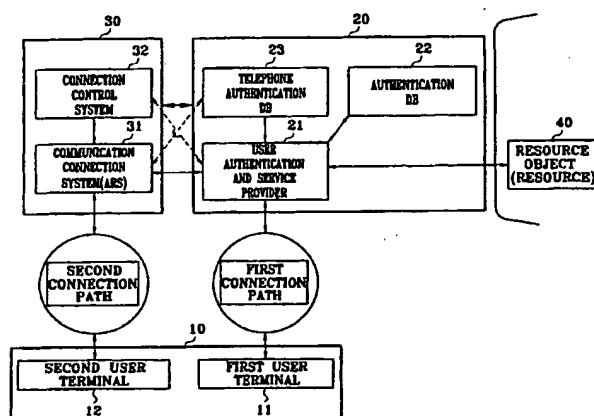 30
20
32
CONNECTION
CONTROL
SYSTEM
23
TELEPHONE
AUTHENTICATION
DB
22
AUTHENTICATION
DB
31
COMMUNICATION
CONNECTION
SYSTEM(ARS)
21
USER
AUTHENTICATION
AND SERVICE
PROVIDER
40
RESOURCE
OBJECT
(RESOURCE)
SECOND
CONNECTION
PATH
FIRST
CONNECTION
PATH
10
SECOND USER
TERMINAL
FIRST USER
TERMINAL
12
11